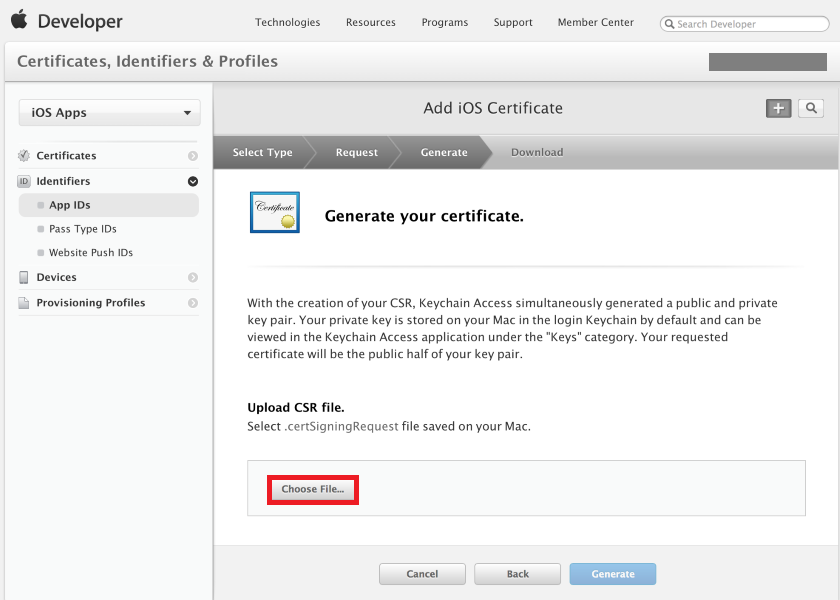 Developer
Technologies
Resources
Programs
Support
Member Center
Search Developer
Certificates, Identifiers & Profiles
iOS Apps
Certificates
ID Identifiers
App IDs
Pass Type IDs
Website Push IDs
Devices
Provisioning Profiles
Add iOS Certificate
Select Type
Request
Generate
Download
Certificate
Generate your certificate.
With the creation of your CSR, Keychain Access simultaneously generated a public and private
key pair. Your private key is stored on your Mac in the login Keychain by default and can be
viewed in the Keychain Access application under the "Keys" category. Your requested
certificate will be the public half of your key pair.
Upload CSR file.
Select .certSigningRequest file saved on your Mac.
Choose File...
Cancel
Back
Generate